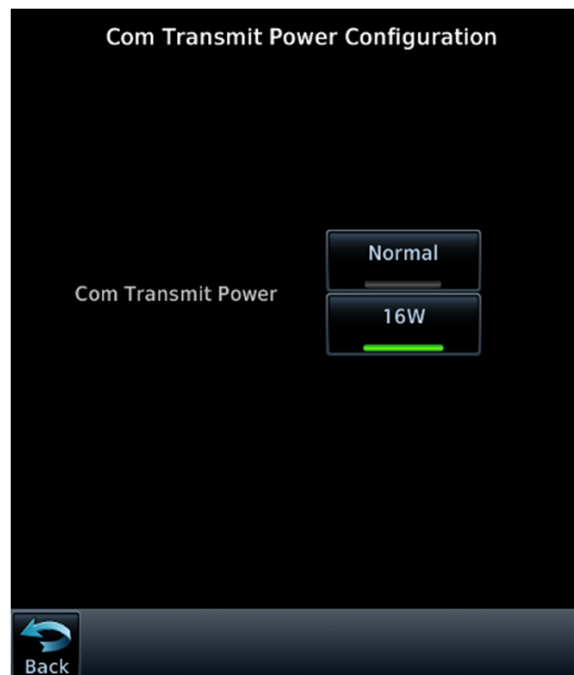 Com Transmit Power Configuration
Normal
Com Transmit Power
16W
Back